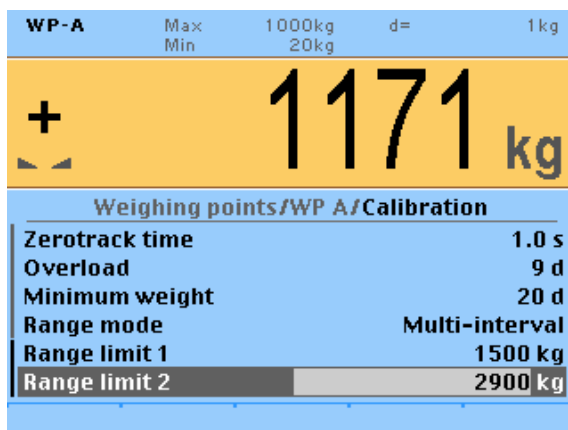 WP-A Max 1000kg d= 1kg
Min 20kg
+ 1171 kg
Weighing points/WP A/Calibration
Zerotrack time 1.0 s
Overload 9 d
Minimum weight 20 d
Range mode Multi-interval
Range limit 1 1500 kg
Range limit 2 2900 kg